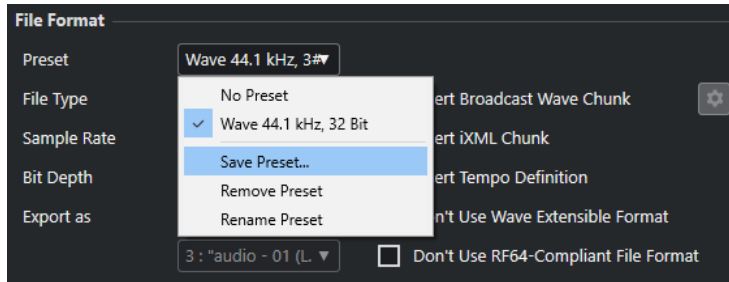 File Format
Preset
Wave 44.1 kHz, 3#
File Type
No Preset
ert Broadcast Wave Chunk
Wave 44.1 kHz, 32 Bit
Sample Rate
ert iXML Chunk
Save Preset...
Bit Depth
ert Tempo Definition
Remove Preset
Export as
Rename Preset
n't Use Wave Extensible Format
3 : "audio - 01 (L.
Don't Use RF64-Compliant File Format